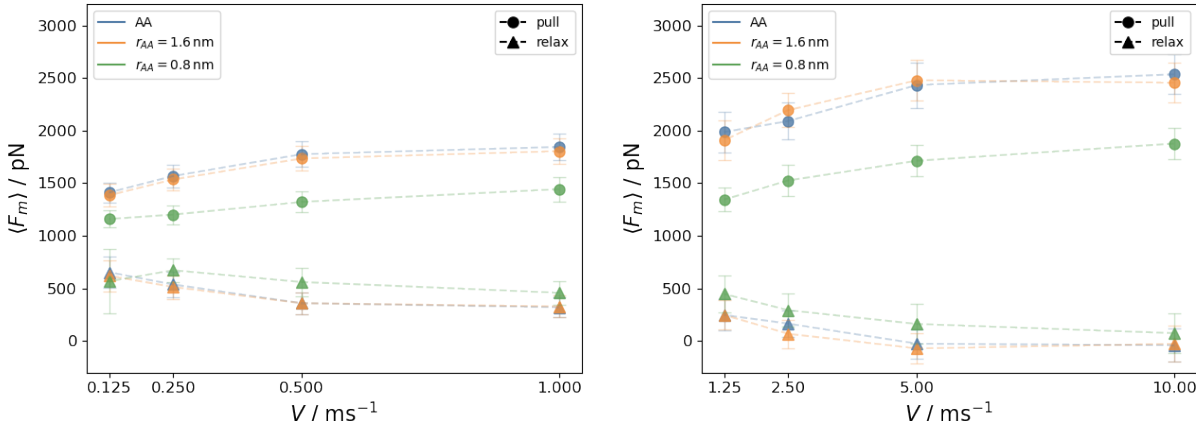 3000
2500
2000
1500
1000
500
0
⟨F_m⟩ / pN
AA
r_AA = 1.6 nm
r_AA = 0.8 nm
pull
relax
0.125
0.250
0.500
1.000
V / ms⁻¹
3000
2500
2000
1500
1000
500
0
⟨F_m⟩ / pN
AA
r_AA = 1.6 nm
r_AA = 0.8 nm
pull
relax
1.25
2.50
5.00
10.00
V / ms⁻¹